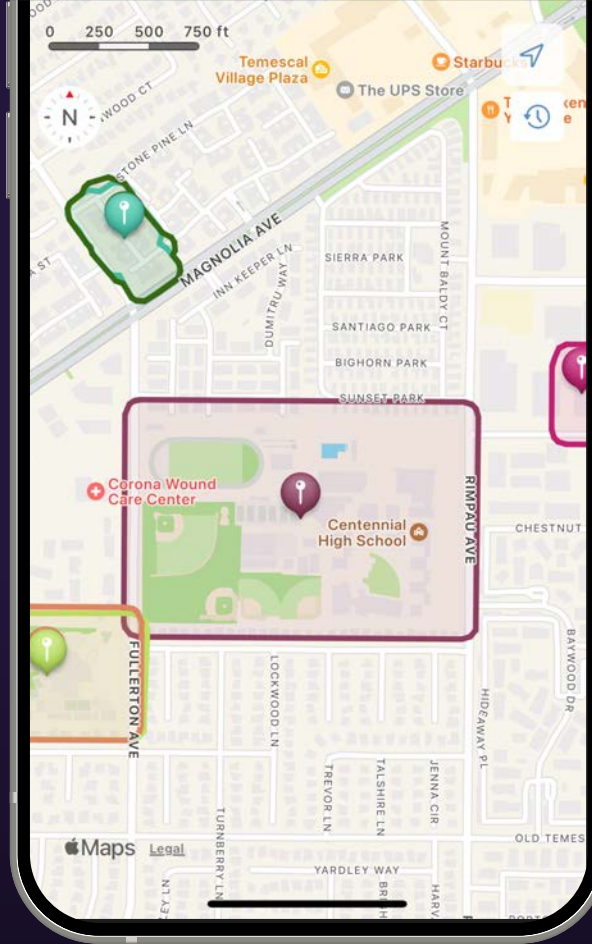 0 250 500 750 ft
Temescal
Village Plaza
Starbucks
The UPS Store
N
WOOD CT
STONE PINE LN
A ST
MAGNOLIA AVE
INN KEEPER LN
DUMITRU WAY
SIERRA PARK
MOUNT BALDY CT
SANTIAGO PARK
BIGHORN PARK
SUNSET PARK
Corona Wound
Care Center
Centennial
High School
RIMPAU AVE
CHESTNUT
FULLERTON AVE
LOCKWOOD LN
HIDEAWAY PL
BAYWOOD DR
TREVOR LN
TALSHIRE LN
JENNA CIR
TURNBERRY LN
OLD TEMES
Maps Legal
YARDLEY WAY
EY LN
HARV